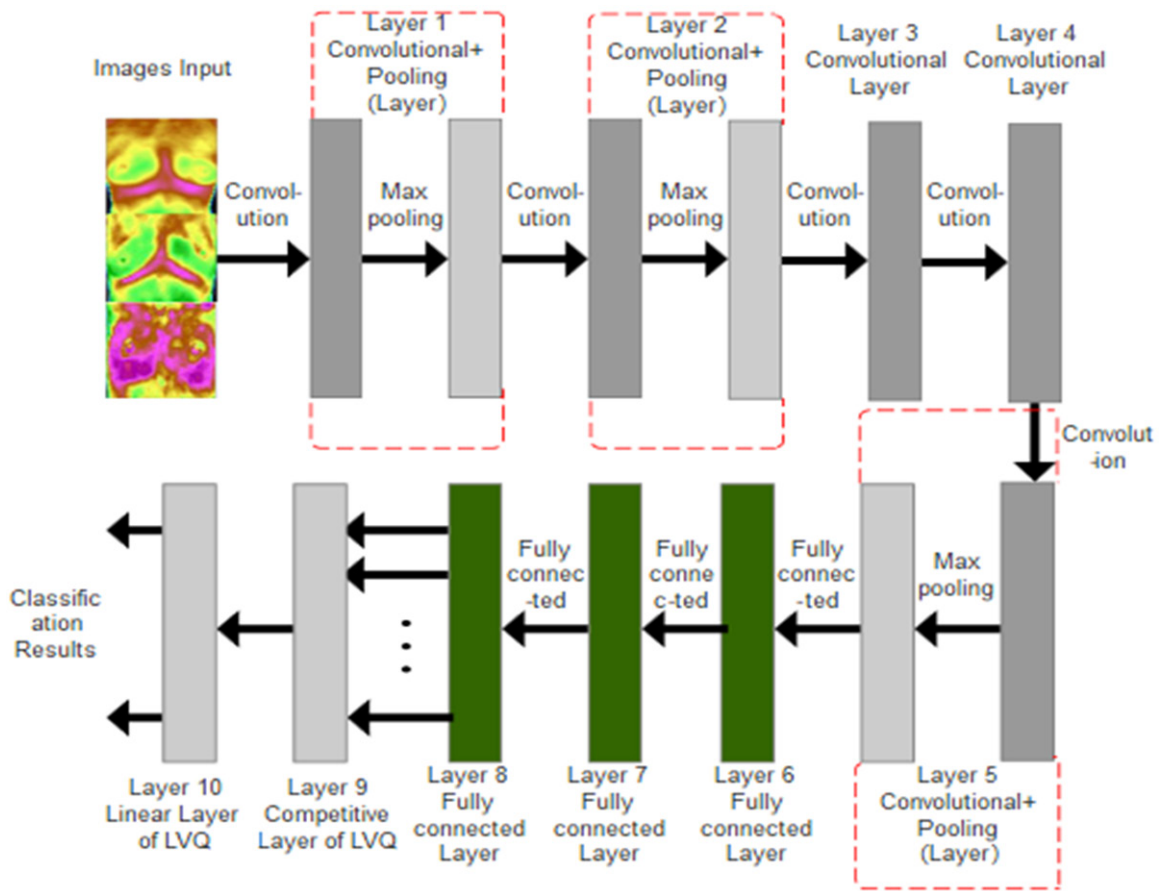 Images Input
Layer 1
Convolutional+
Pooling
(Layer)
Layer 2
Convolutional+
Pooling
(Layer)
Layer 3
Convolutional
Layer
Layer 4
Convolutional
Layer
Convol-
ution
Max
pooling
Convol-
ution
Max
pooling
Convol-
ution
Convol-
ution
Convolut
-ion
Max
pooling
Fully
connec
-ted
Fully
conne
c-ted
Fully
connec
-ted
Classific
ation
Results
Layer 10
Linear Layer
of LVQ
Layer 9
Competitive
Layer of LVQ
Layer 8
Fully
connected
Layer
Layer 7
Fully
connected
Layer
Layer 6
Fully
connected
Layer
Layer 5
Convolutional+
Pooling
(Layer)